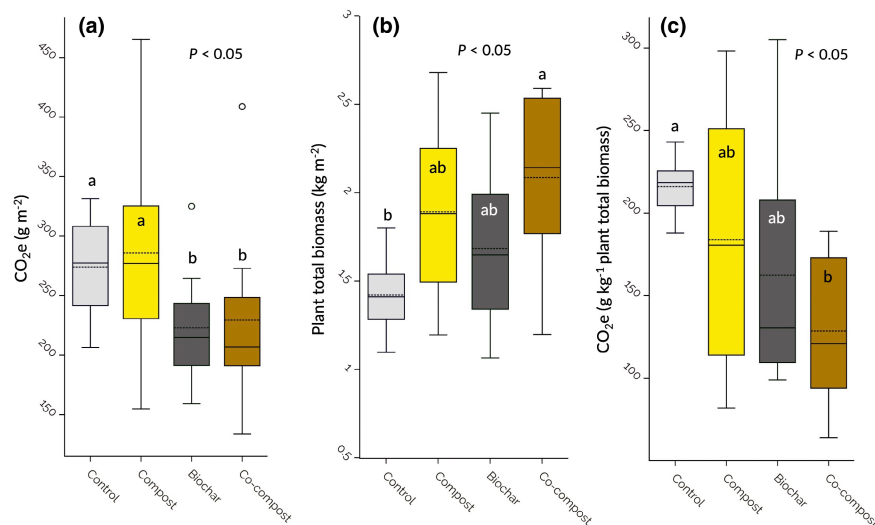 (a)
P < 0.05
CO2e (g m-2)
450
400
350
300
250
200
150
a
a
b
b
Control
Compost
Biochar
Co-compost
(b)
P < 0.05
Plant total biomass (kg m-2)
3
2.5
2
1.5
1
0.5
b
ab
ab
a
Control
Compost
Biochar
Co-compost
(c)
P < 0.05
CO2e (g kg-1 plant total biomass)
300
250
200
150
100
a
ab
ab
b
Control
Compost
Biochar
Co-compost